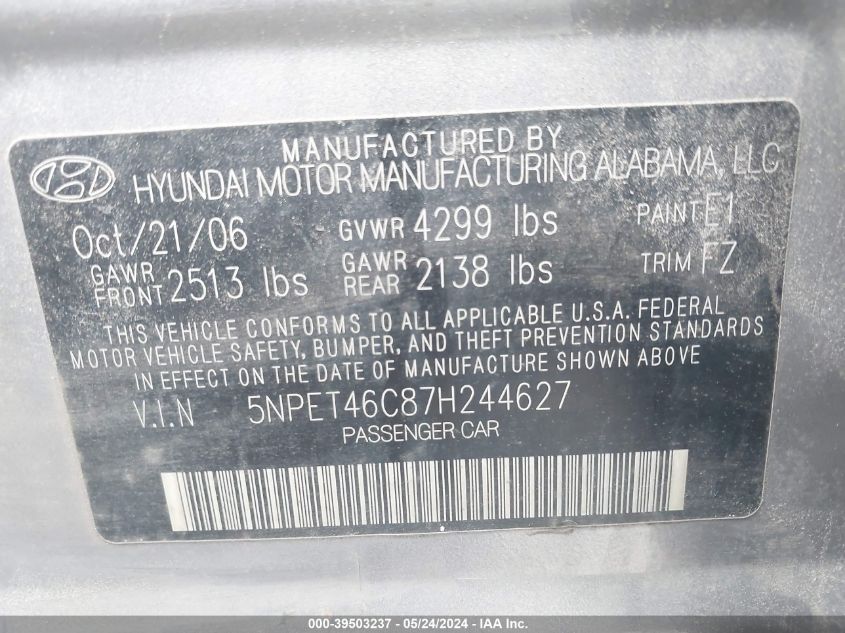 MANUFACTURED BY
HYUNDAI MOTOR MANUFACTURING ALABAMA, LLC
Oct/21/06 GVWR 4299 lbs PAINT E1
GAWR FRONT 2513 lbs GAWR REAR 2138 lbs TRIM FZ
THIS VEHICLE CONFORMS TO ALL APPLICABLE U.S.A. FEDERAL
MOTOR VEHICLE SAFETY, BUMPER, AND THEFT PREVENTION STANDARDS
IN EFFECT ON THE DATE OF MANUFACTURE SHOWN ABOVE
V.I.N 5NPET46C87H244627
PASSENGER CAR
000-39503237 - 05/24/2024 - IAA Inc.